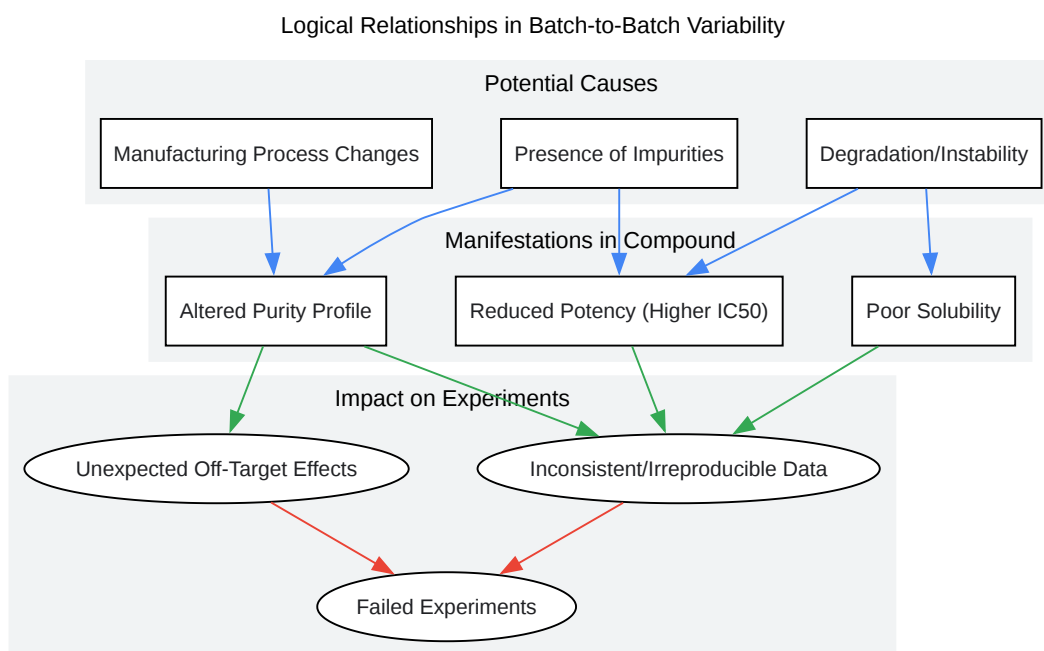 Logical Relationships in Batch-to-Batch Variability
Potential Causes
Manufacturing Process Changes
Presence of Impurities
Degradation/Instability
Manifestations in Compound
Altered Purity Profile
Reduced Potency (Higher IC50)
Poor Solubility
Impact on Experiments
Unexpected Off-Target Effects
Inconsistent/Irreproducible Data
Failed Experiments